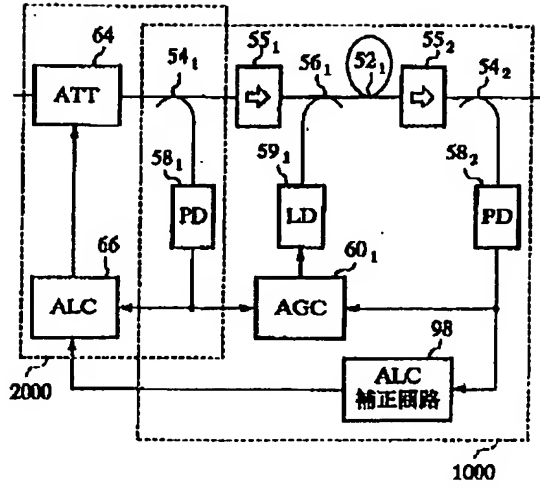 64
54₁
55₁
56₁
52₁
55₂
54₂
ATT
58₁
59₁
58₂
PD
LD
PD
66
60₁
ALC
AGC
98
2000
ALC
補正回路
1000